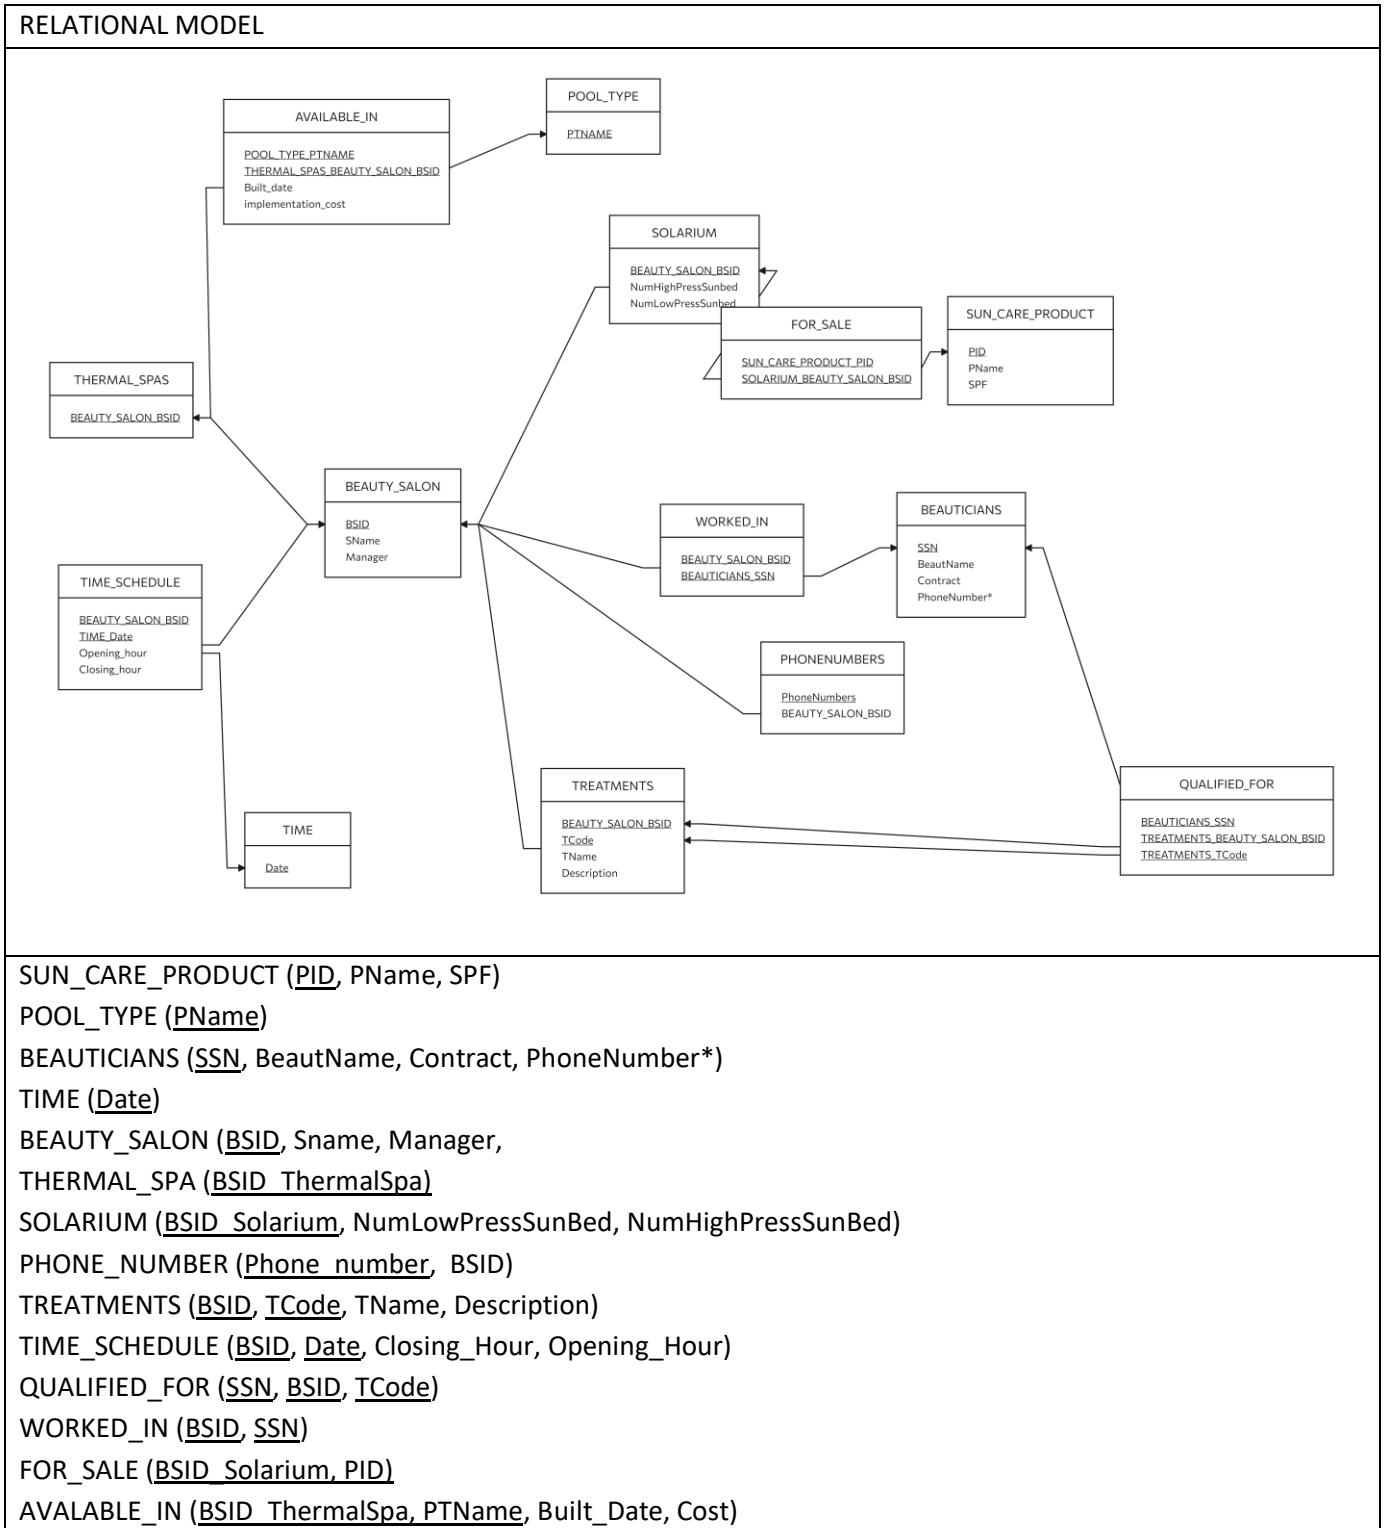 RELATIONAL MODEL
AVAILABLE_IN
POOL_TYPE_PTNAME
THERMAL_SPAS_BEAUTY_SALON_BSID
Built_date
implementation_cost
POOL_TYPE
PTNAME
SOLARIUM
BEAUTY_SALON_BSID
NumHighPressSunbed
NumLowPressSunbed
FOR_SALE
SUN_CARE_PRODUCT_PID
SOLARIUM_BEAUTY_SALON_BSID
SUN_CARE_PRODUCT
PID
PName
SPF
THERMAL_SPAS
BEAUTY_SALON_BSID
BEAUTY_SALON
BSID
SName
Manager
WORKED_IN
BEAUTY_SALON_BSID
BEAUTICIANS_SSN
BEAUTICIANS
SSN
BeautName
Contract
PhoneNumber*
TIME_SCHEDULE
BEAUTY_SALON_BSID
TIME_Date
Opening_hour
Closing_hour
PHONENUMBERS
PhoneNumbers
BEAUTY_SALON_BSID
TREATMENTS
BEAUTY_SALON_BSID
TCode
TName
Description
QUALIFIED_FOR
BEAUTICIANS_SSN
TREATMENTS_BEAUTY_SALON_BSID
TREATMENTS_TCode
TIME
Date
SUN_CARE_PRODUCT (PID, PName, SPF)
POOL_TYPE (PName)
BEAUTICIANS (SSN, BeautName, Contract, PhoneNumber*)
TIME (Date)
BEAUTY_SALON (BSID, Sname, Manager,
THERMAL_SPA (BSID_ThermalSpa)
SOLARIUM (BSID_Solarium, NumLowPressSunBed, NumHighPressSunBed)
PHONE_NUMBER (Phone_number, BSID)
TREATMENTS (BSID, TCode, TName, Description)
TIME_SCHEDULE (BSID, Date, Closing_Hour, Opening_Hour)
QUALIFIED_FOR (SSN, BSID, TCode)
WORKED_IN (BSID, SSN)
FOR_SALE (BSID_Solarium, PID)
AVALABLE_IN (BSID_ThermalSpa, PTName, Built_Date, Cost)